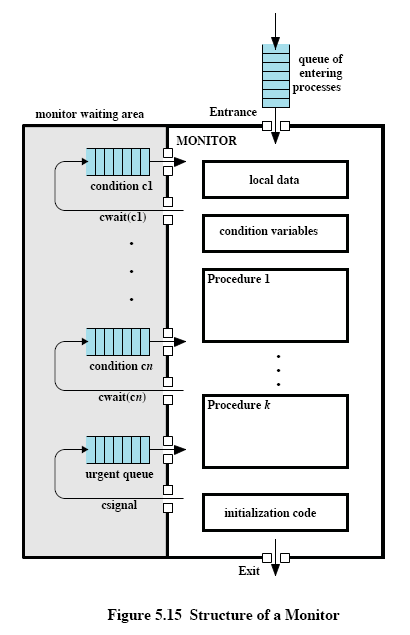 queue of
entering
processes
Entrance
monitor waiting area
MONITOR
condition c1
local data
cwait(c1)
condition variables
Procedure 1
condition cn
cwait(cn)
Procedure k
urgent queue
csignal
initialization code
Exit
Figure 5.15 Structure of a Monitor